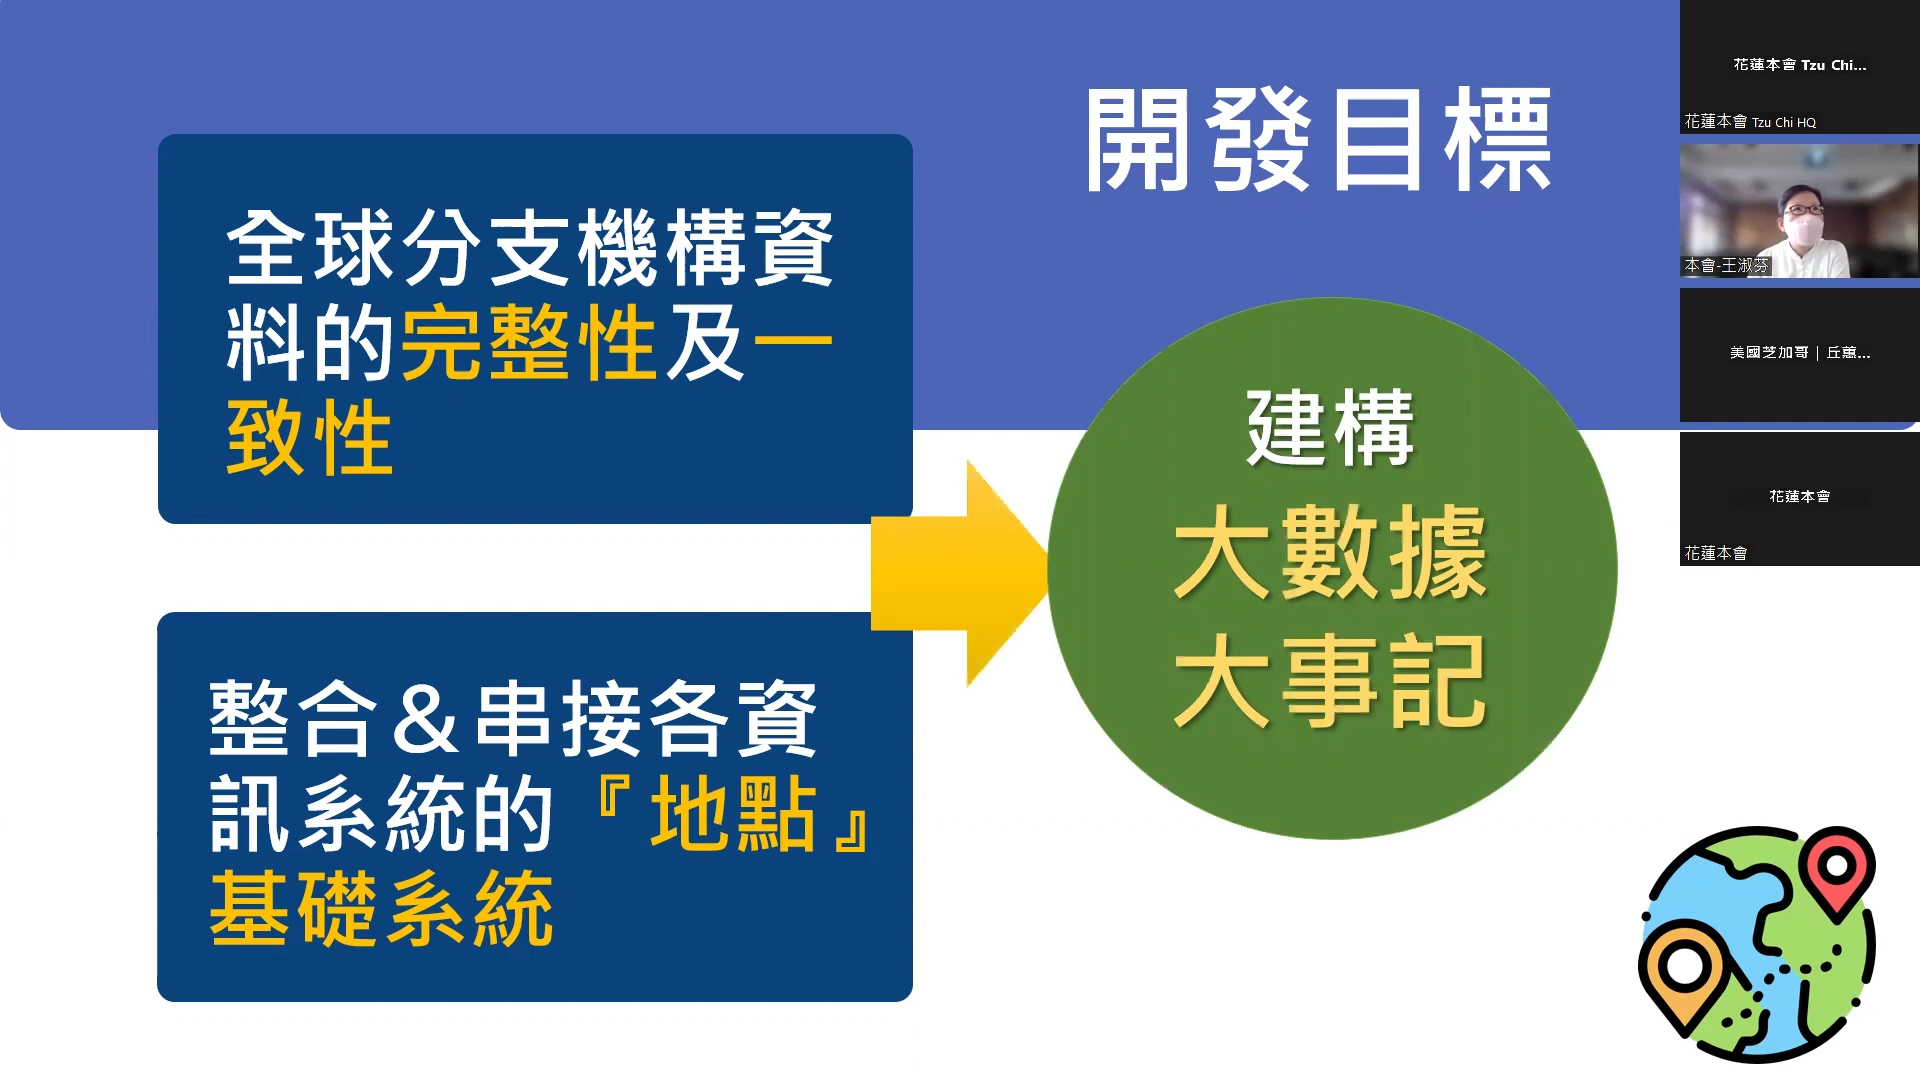 開發目標
全球分支機構資
料的完整性及一
致性
整合＆串接各資
訊系統的『地點』
基礎系統
建構
大數據
大事記
花蓮本會 Tzu Chi...
花蓮本會 Tzu Chi HQ
本會-王淑芬
美國芝加哥｜丘蕙...
花蓮本會
花蓮本會